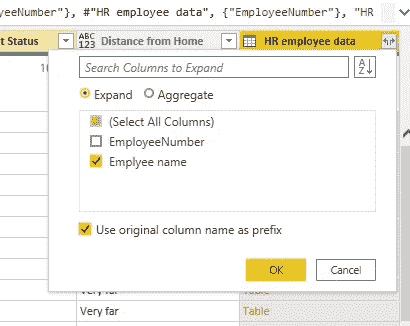 eeNumber"}, #"HR employee data", {"EmployeeNumber"}, "HR
t Status ABC 123 Distance from Home HR employee data
Search Columns to Expand
Expand Aggregate
(Select All Columns)
EmployeeNumber
Emplyee name
Use original column name as prefix
OK Cancel
Very far Table
Very far Table